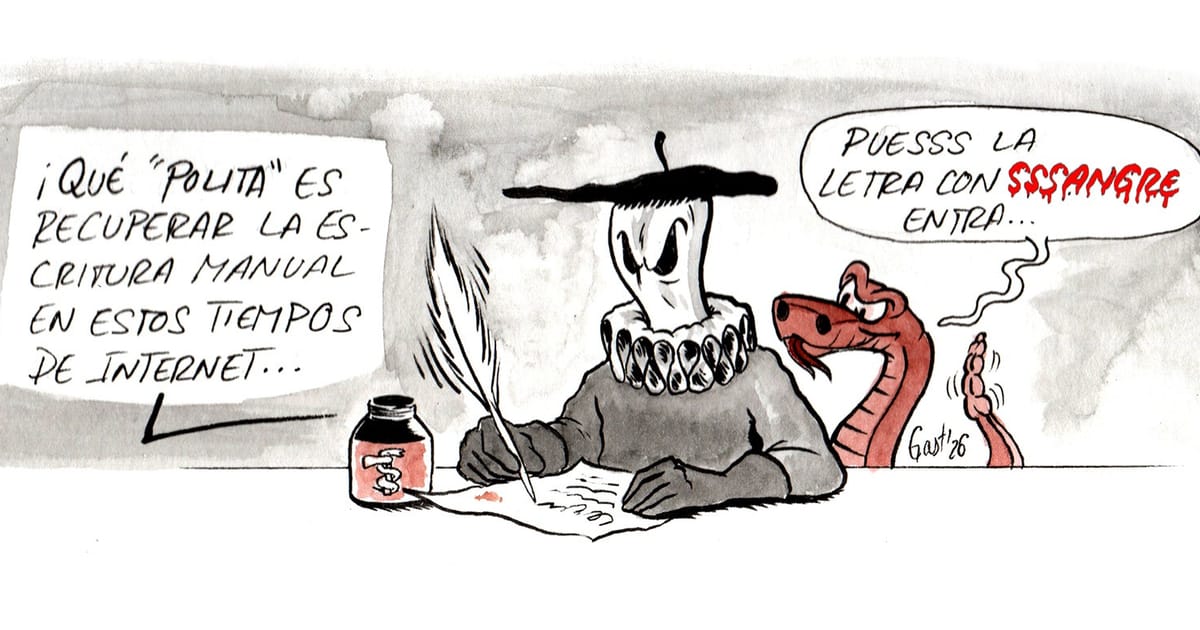 ¡QUÉ "POLITA" ES
RECUPERAR LA ES-
CRITURA MANUAL
EN ESTOS TIEMPOS
DE INTERNET...
PUESSS LA
LETRA CON SSSANGRE
ENTRA...
Gast '26